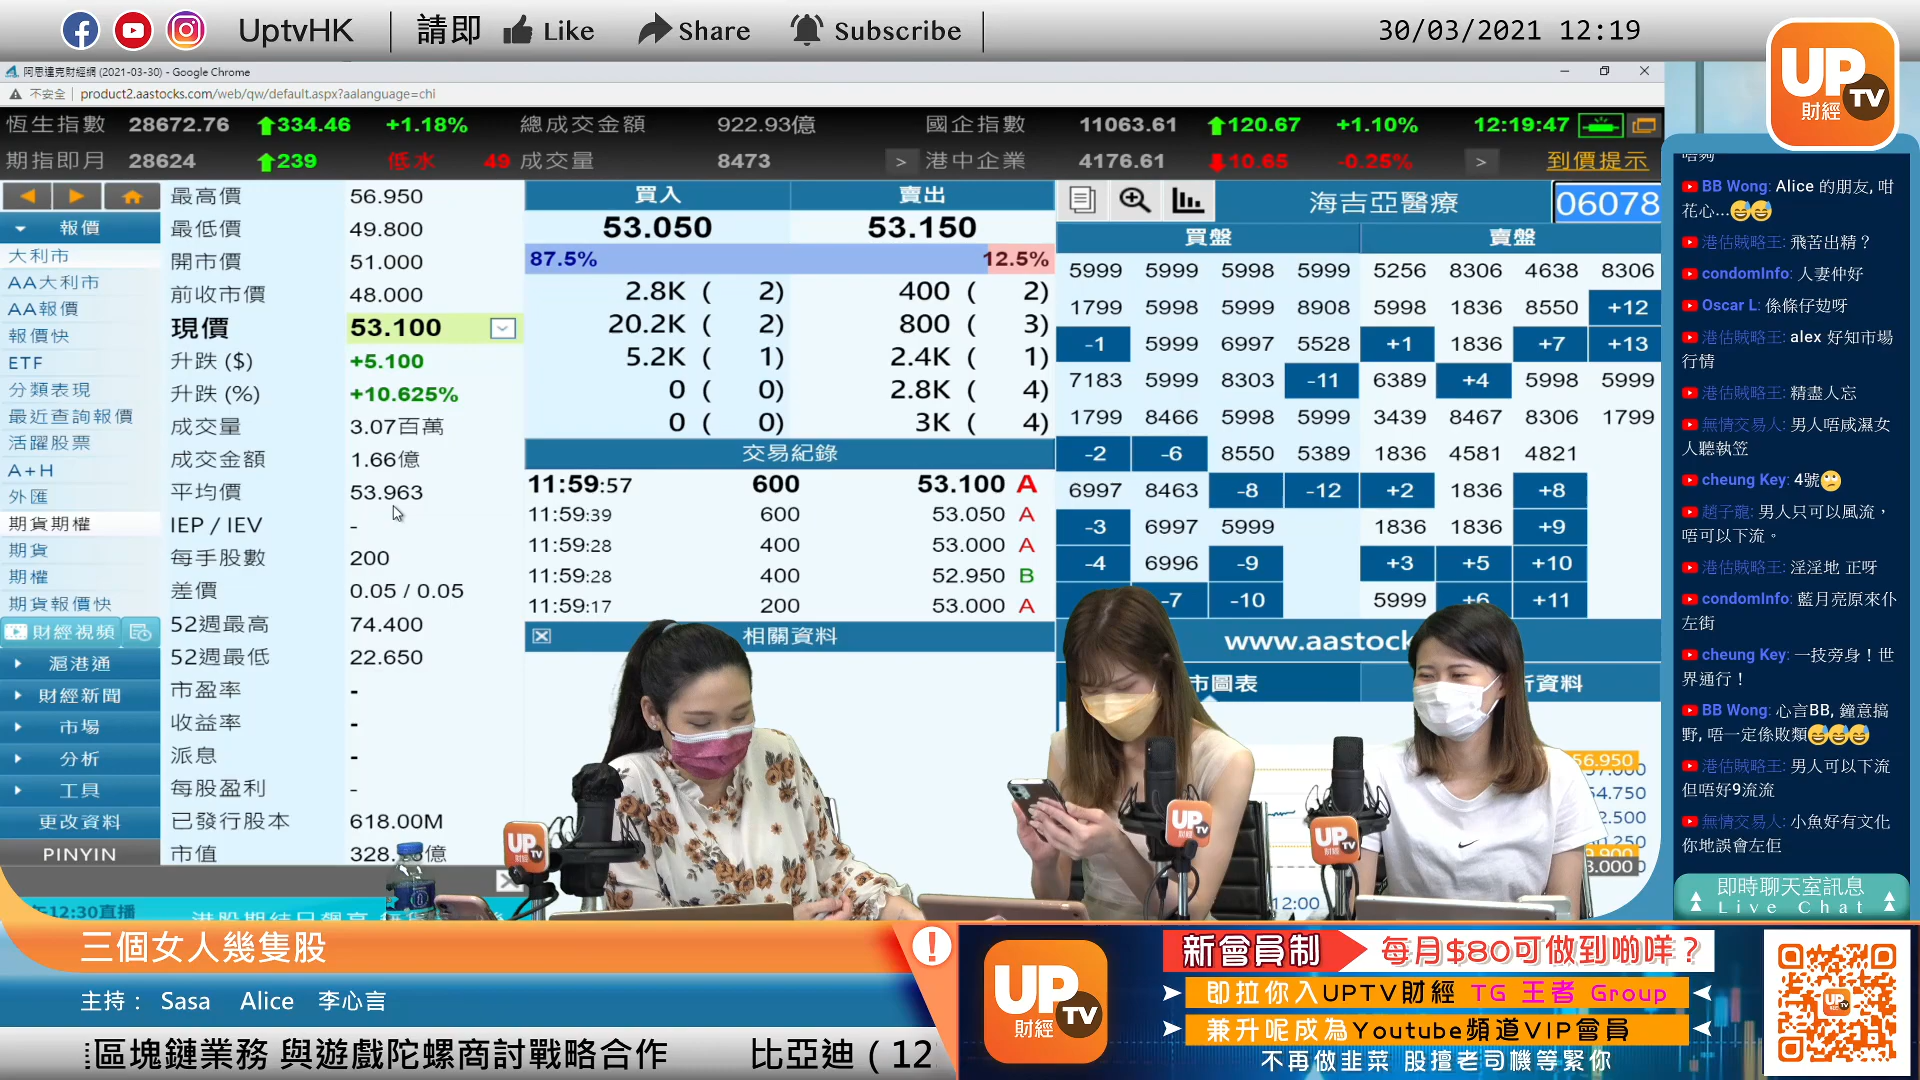 UptvHK 請即 Like Share Subscribe 30/03/2021 12:19
UP TV 財經
阿思達克財經網 (2021-03-30) - Google Chrome
不安全 product2.aastocks.com/web/qw/default.aspx?aalanguage=chi
恆生指數 28672.76 334.46 +1.18% 總成交金額 922.93億 國企指數 11063.61 120.67 +1.10% 12:19:47
期指即月 28624 239 低水 49 成交量 8473 > 港中企業 4176.61 10.65 -0.25% > 到價提示
報價
大利市
AA大利市
AA報價
報價快
ETF
分類表現
最近查詢報價
活躍股票
A+H
外匯
期貨期權
期貨
期權
期貨報價快
財經視頻
滬港通
財經新聞
市場
分析
工具
更改資料
PINYIN
最高價 56.950
最低價 49.800
開市價 51.000
前收市價 48.000
現價 53.100
升跌 ($) +5.100
升跌 (%) +10.625%
成交量 3.07百萬
成交金額 1.66億
平均價 53.963
IEP / IEV -
每手股數 200
差價 0.05 / 0.05
52週最高 74.400
52週最低 22.650
市盈率 -
收益率 -
派息 -
每股盈利 -
已發行股本 618.00M
市值
買入 賣出
53.050 53.150
87.5% 12.5%
2.8K ( 2) 400 ( 2)
20.2K ( 2) 800 ( 3)
5.2K ( 1) 2.4K ( 1)
0 ( 0) 2.8K ( 4)
0 ( 0) 3K ( 4)
交易紀錄
11:59:57 600 53.100 A
11:59:39 600 53.050 A
11:59:28 400 53.000 A
11:59:28 400 52.950 B
11:59:17 200 53.000 A
相關資料
海吉亞醫療 06078
買盤 賣盤
5999 5999 5998 5999 5256 8306 4638 8306
1799 5998 5999 8908 5998 1836 8550 +12
-1 5999 6997 5528 +1 1836 +7 +13
7183 5999 8303 -11 6389 +4 5998 5999
1799 8466 5998 5999 3439 8467 8306 1799
-2 -6 8550 5389 1836 4581 4821
6997 8463 -8 -12 +2 1836 +8
-3 6997 5999 1836 1836 +9
-4 6996 -9 +3 +5 +10
-7 -10 5999 +6 +11
www.aastock
市圖表
資料
56.950
12:00
BB Wong: Alice 的朋友, 咁
花心...😅😅
港估賊略王: 飛苦出精？
condomInfo: 人妻仲好
Oscar L: 係條仔攰呀
港估賊略王: alex 好知市場
行情
港估賊略王: 精盡人忘
無情交易人: 男人唔咸濕女
人聽執笠
cheung Key: 4號🙄
趙子龍: 男人只可以風流，
唔可以下流。
港估賊略王: 淫淫地 正呀
condomInfo: 藍月亮原來仆
左街
cheung Key: 一技旁身！世
界通行！
BB Wong: 心言BB, 鐘意搞
野, 唔一定係敗類😅😅😅
港估賊略王: 男人可以下流
但唔好9流流
無情交易人: 小魚好有文化
你地誤會左佢
即時聊天室訊息
Live Chat
UP TV
UP TV 財經
UP TV 財經
12:30直播
三個女人幾隻股
主持： Sasa Alice 李心言
區塊鏈業務 與遊戲陀螺商討戰略合作 比亞迪（12
!
UP TV 財經
新會員制 每月$80可做到啲咩？
即拉你入UPTV財經 TG 王者 Group
兼升呢成為Youtube頻道VIP會員
不再做韭菜 股擅老司機等緊你
UP TV